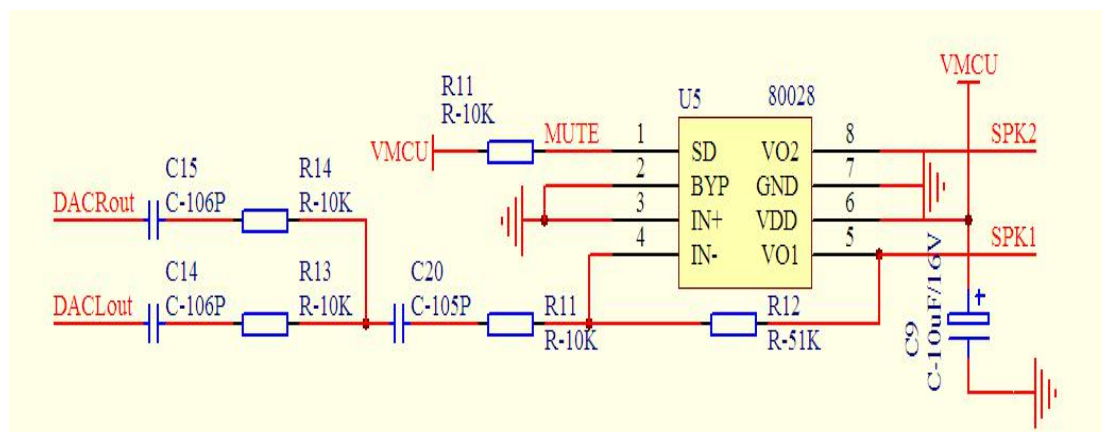 VMCU
R11
R-10K
U5
80028
MUTE
1
8
SPK2
VMCU
SD
VO2
C15
R14
2
7
C-106P
R-10K
BYP
GND
DACRout
3
6
IN+
VDD
4
5
SPK1
IN-
VO1
C14
R13
C20
C-106P
R-10K
C-105P
R11
R12
DACLout
R-10K
R-51K
+
C9
C-10uF/16V